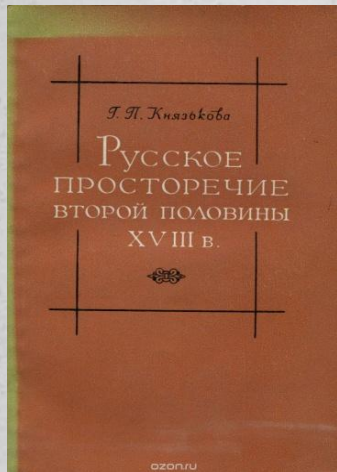 Г. П. Князькова
Русское
просторечие
второй половины
XVIII в.
ozon.ru